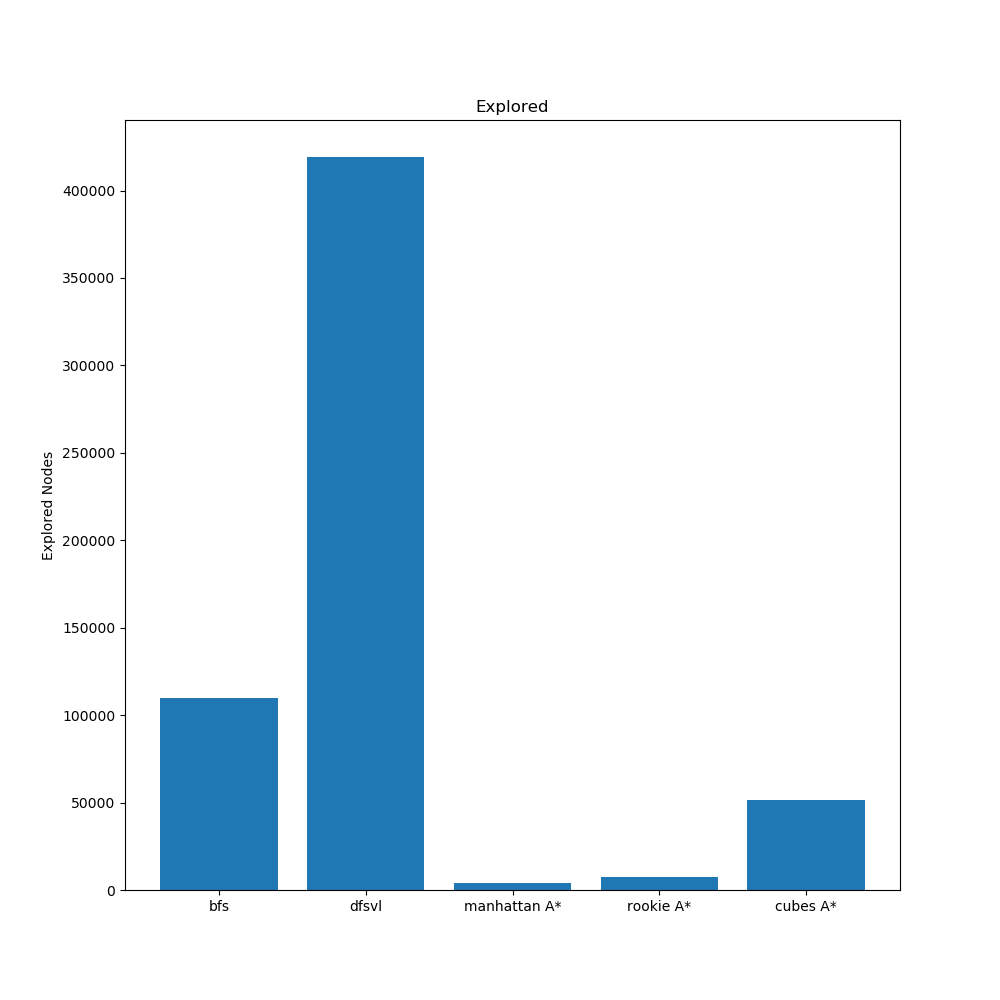 Explored
Explored Nodes
400000
350000
300000
250000
200000
150000
100000
50000
0
bfs
dfsvl
manhattan A*
rookie A*
cubes A*